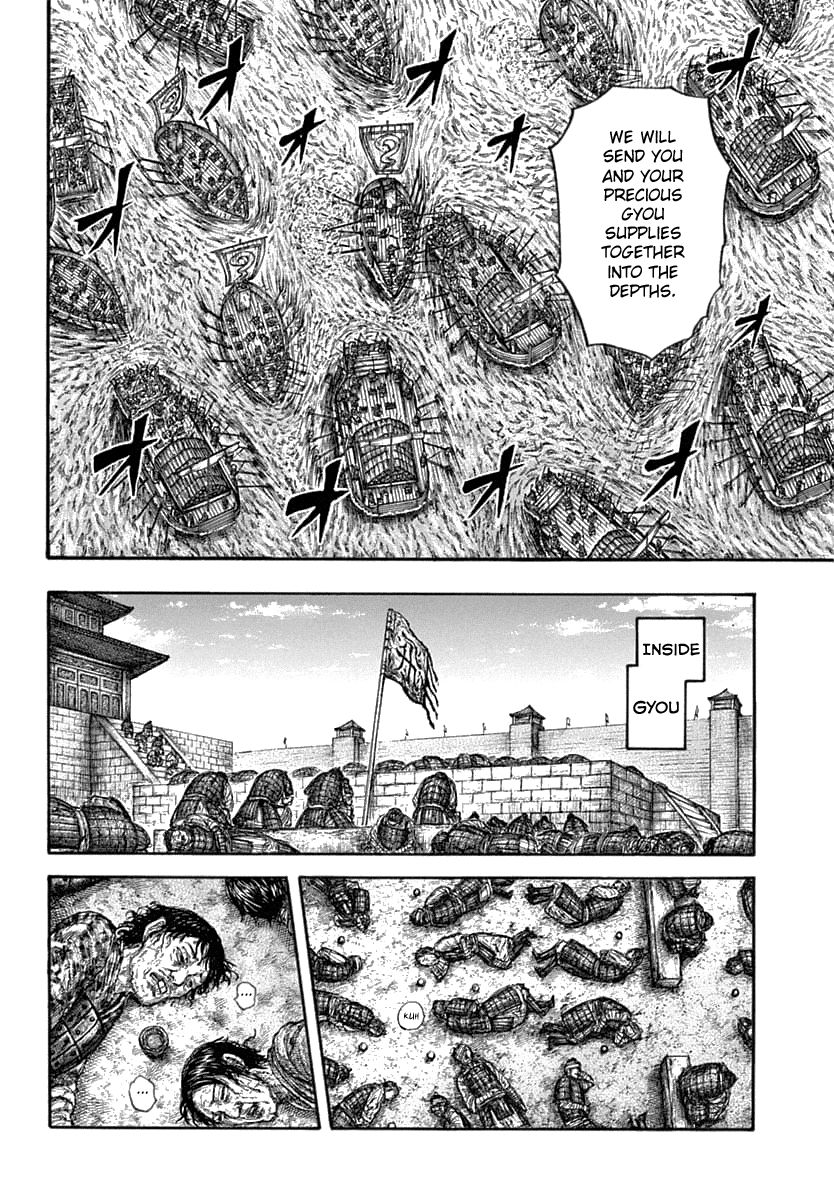 WE WILL
SEND YOU
AND YOUR
PRECIOUS
GYOU
SUPPLIES
TOGETHER
INTO THE
DEPTHS.
INSIDE
GYOU
...
...
KUH